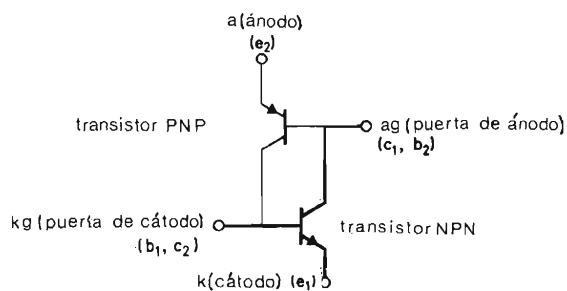 a(ánodo)
(e₂)
transistor PNP
ag (puerta de ánodo)
(c₁, b₂)
kg (puerta de cátodo)
(b₁, c₂)
transistor NPN
k(cátodo) (e₁)